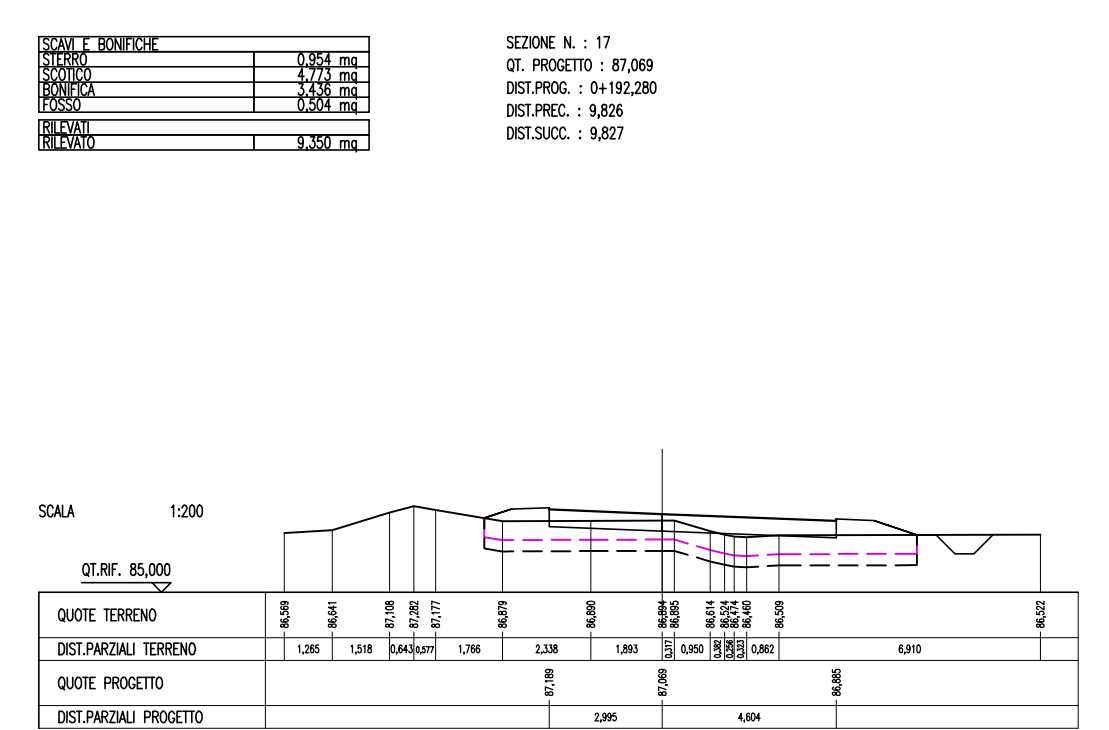 SCAVI E BONIFICHE
STERRO 0,954 mq
SCOTICO 4,773 mq
BONIFICA 3,436 mq
FOSSO 0,504 mq
RILEVATI
RILEVATO 9,350 mq
SEZIONE N. : 17
QT. PROGETTO : 87,069
DIST.PROG. : 0+192,280
DIST.PREC. : 9,826
DIST.SUCC. : 9,827
SCALA 1:200
QT.RIF. 85,000
QUOTE TERRENO 86,569 86,641 87,108 87,282 87,177 86,879 86,890 86,894 86,895 86,614 86,524 86,474 86,460 86,509 86,522
DIST.PARZIALI TERRENO 1,265 1,518 0,643 0,577 1,766 2,338 1,893 0,317 0,950 0,382 0,256 0,323 0,862 6,910
QUOTE PROGETTO 87,189 87,069 86,885
DIST.PARZIALI PROGETTO 2,995 4,604